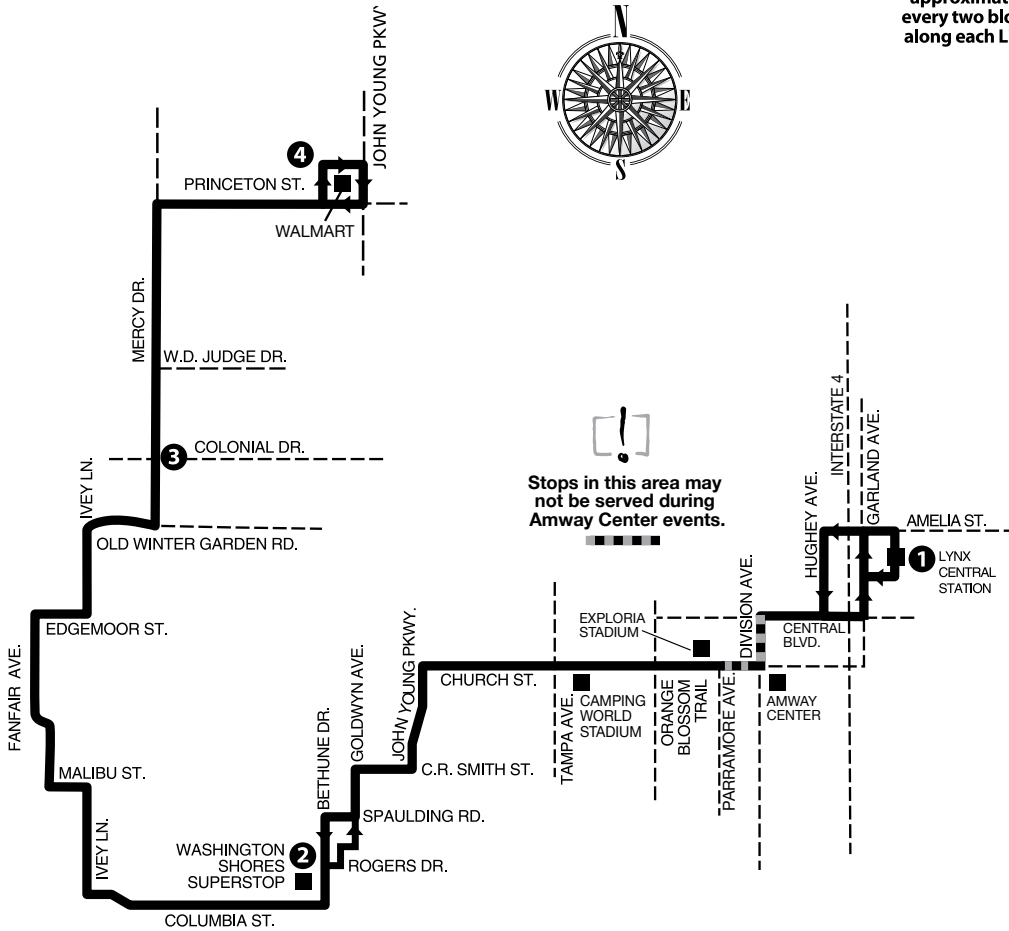 approximat
every two blo
along each L
N
W
E
S
JOHN YOUNG PKWY
4
PRINCETON ST.
WALMART
MERCY DR.
W.D. JUDGE DR.
3
COLONIAL DR.
IVEY LN.
OLD WINTER GARDEN RD.
!
Stops in this area may
not be served during
Amway Center events.
INTERSTATE 4
GARLAND AVE.
HUGHEY AVE.
AMELIA ST.
1
LYNX
CENTRAL
STATION
DIVISION AVE.
CENTRAL
BLVD.
EXPLORIA
STADIUM
EDGEMOOR ST.
FANFAIR AVE.
CHURCH ST.
TAMPA AVE.
CAMPING
WORLD
STADIUM
ORANGE
BLOSSOM
TRAIL
PARRAMORE AVE.
AMWAY
CENTER
JOHN YOUNG PKWY.
GOLDWYN AVE.
BETHUNE DR.
C.R. SMITH ST.
MALIBU ST.
SPAULDING RD.
IVEY LN.
WASHINGTON
SHORES
SUPERSTOP
2
ROGERS DR.
COLUMBIA ST.